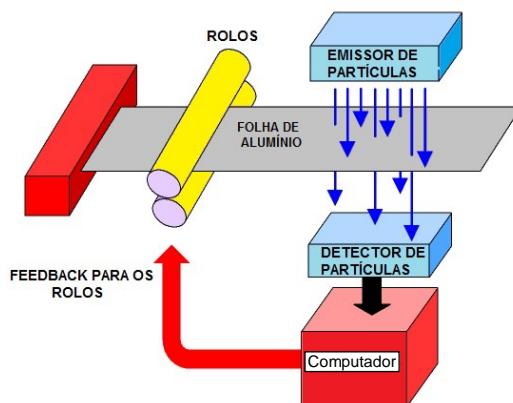 ROLOS
EMISSOR DE
PARTÍCULAS
FOLHA DE
ALUMÍNIO
DETECTOR DE
PARTÍCULAS
FEEDBACK PARA OS
ROLOS
Computador